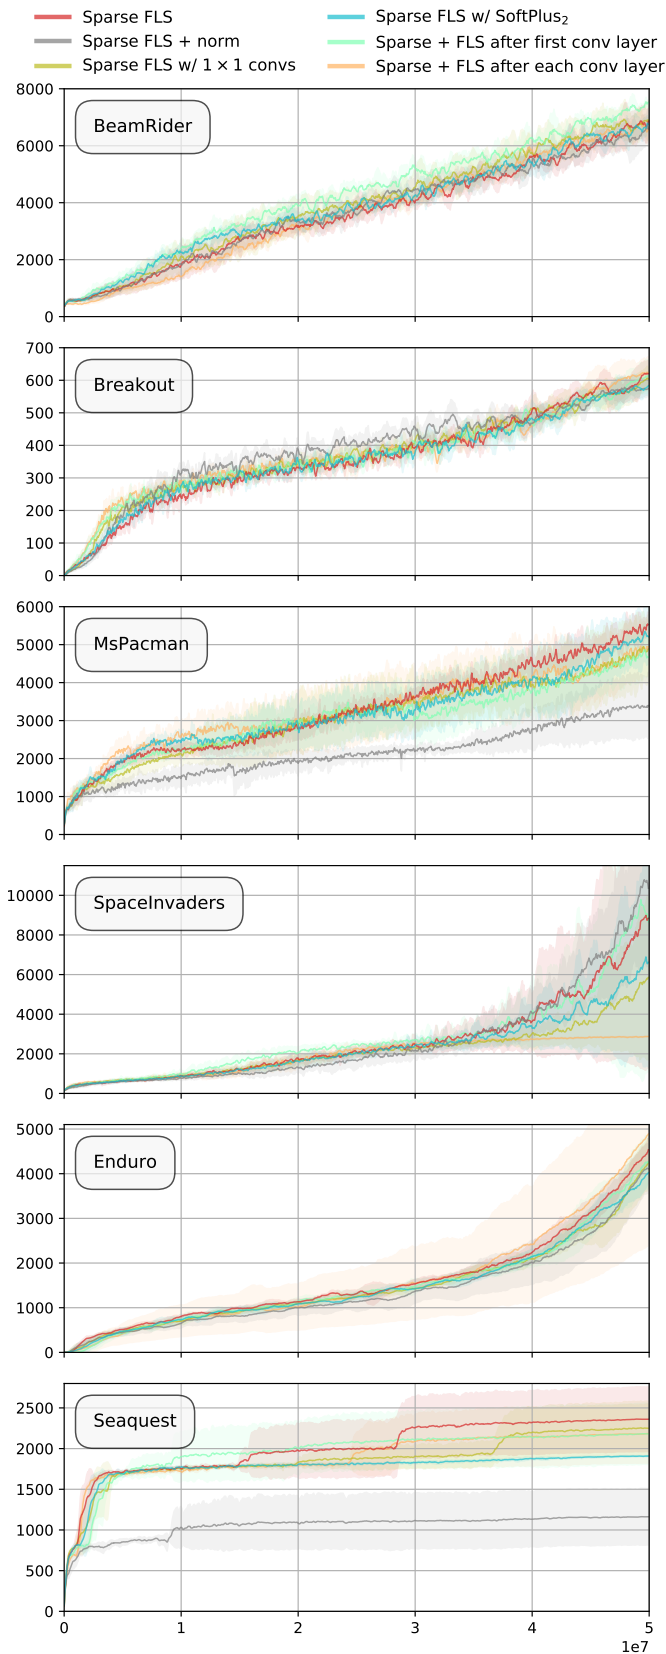 Sparse FLS
Sparse FLS + norm
Sparse FLS w/ 1 × 1 convs
Sparse FLS w/ SoftPlus₂
Sparse + FLS after first conv layer
Sparse + FLS after each conv layer
8000
6000
4000
2000
0
BeamRider
700
600
500
400
300
200
100
0
Breakout
6000
5000
4000
3000
2000
1000
0
MsPacman
10000
8000
6000
4000
2000
0
SpaceInvaders
5000
4000
3000
2000
1000
0
Enduro
2500
2000
1500
1000
500
0
Seaquest
0 1 2 3 4 5
1e7